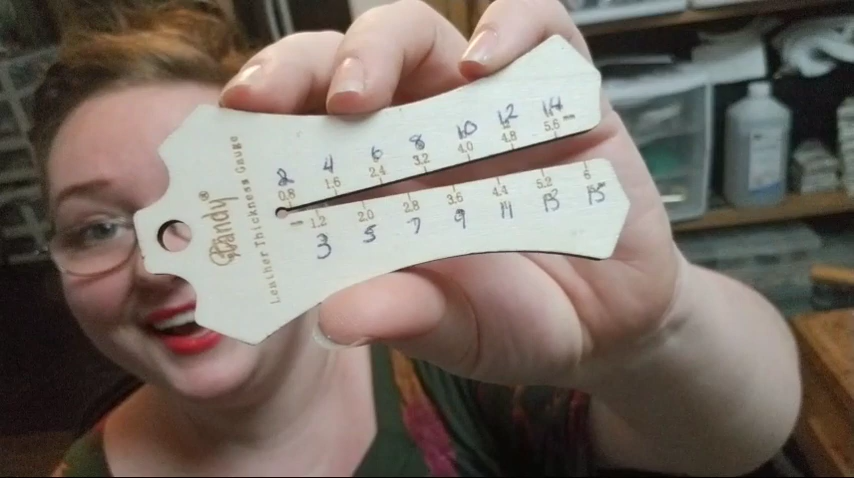 Tandy®
Leather Thickness Gauge
2 4 6 8 10 12 14
0.8 1.6 2.4 3.2 4.0 4.8 5.6 mm
1.2 2.0 2.8 3.6 4.4 5.2 6
3 5 7 9 11 13 15